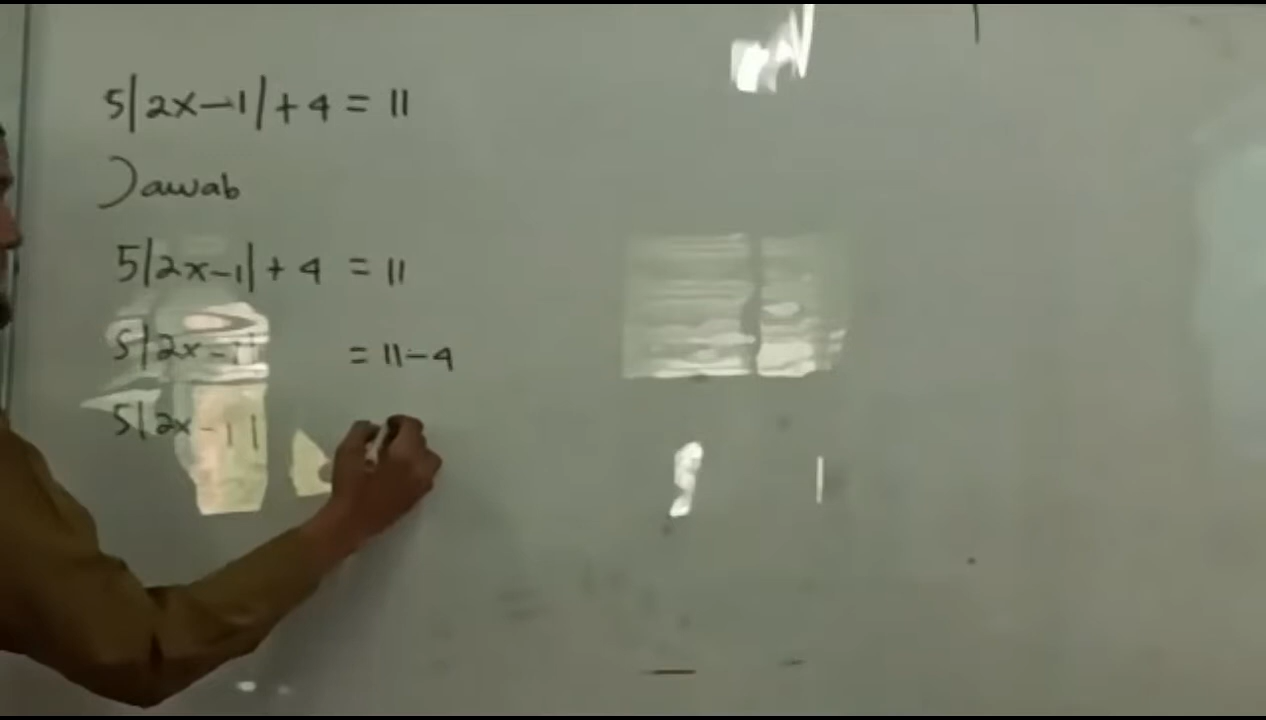 5|2x-1|+4 = 11
Jawab
5|2x-1|+4 = 11
5|2x-1| = 11-4
5|2x-1|